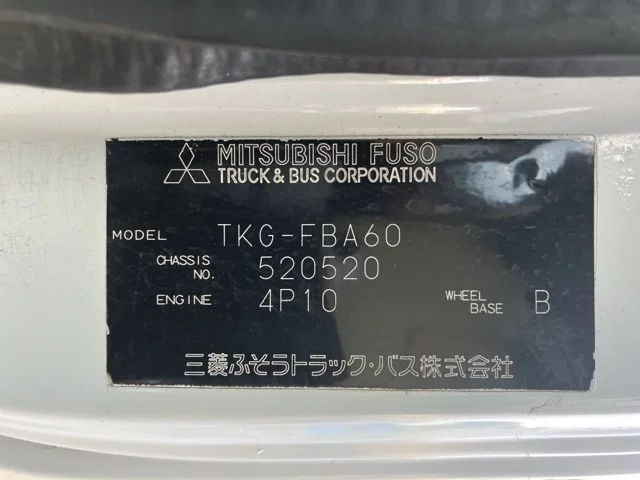 MITSUBISHI FUSO
TRUCK & BUS CORPORATION
MODEL TKG-FBA60
CHASSIS NO. 520520
ENGINE 4P10 WHEEL BASE B
三菱ふそうトラック・バス株式会社